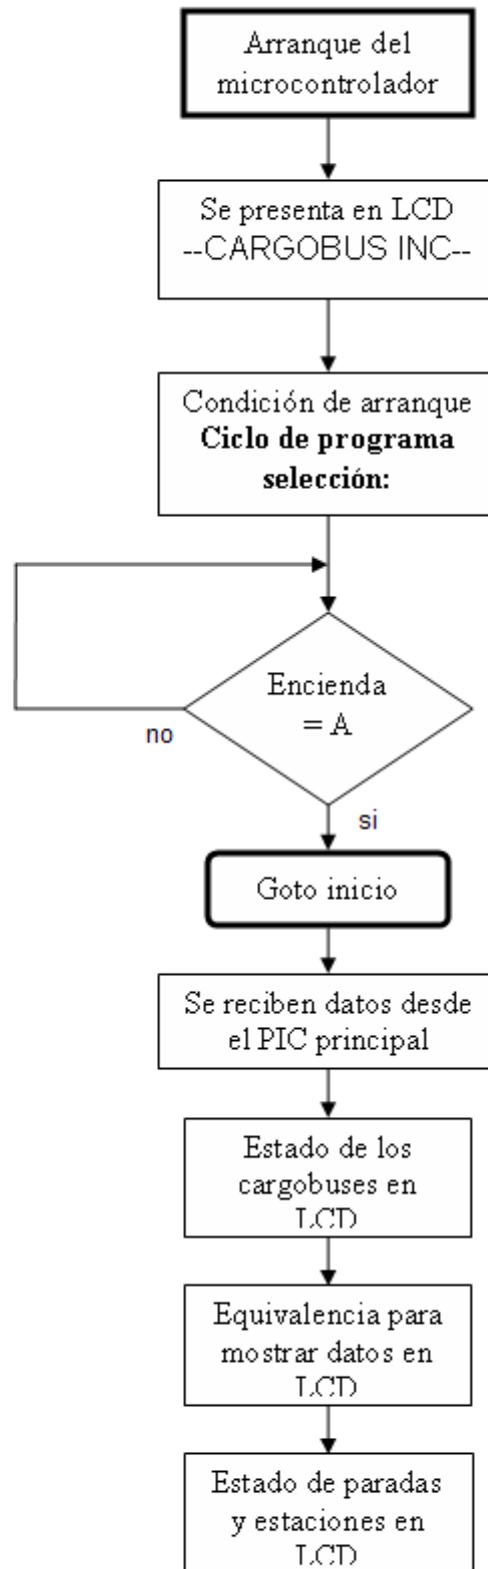 Arranque del
microcontrolador
Se presenta en LCD
--CARGOBUS INC--
Condición de arranque
Ciclo de programa
selección:
Encienda
= A
no
si
Goto inicio
Se reciben datos desde
el PIC principal
Estado de los
cargobuses en
LCD
Equivalencia para
mostrar datos en
LCD
Estado de paradas
y estaciones en
LCD